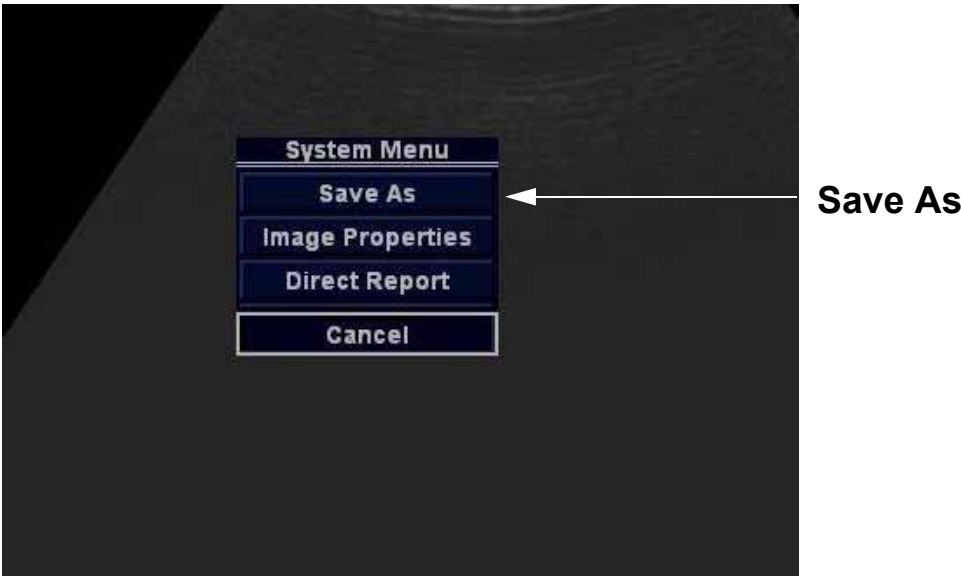 System Menu
Save As
Save As
Image Properties
Direct Report
Cancel